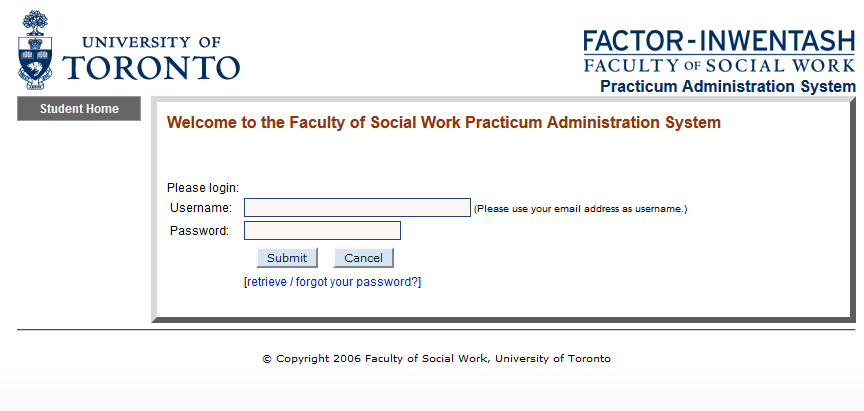 UNIVERSITY OF
TORONTO
FACTOR-INWENTASH
FACULTY OF SOCIAL WORK
Practicum Administration System
Student Home
Welcome to the Faculty of Social Work Practicum Administration System
Please login:
Username: (Please use your email address as username.)
Password:
Submit Cancel
[retrieve / forgot your password?]
© Copyright 2006 Faculty of Social Work, University of Toronto